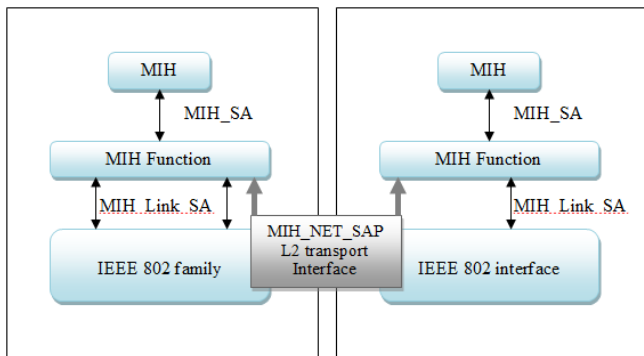 MIH
MIH_SA
MIH Function
MIH_Link_SA
IEEE 802 family
MIH_NET_SAP
L2 transport
Interface
MIH
MIH_SA
MIH Function
MIH_Link_SA
IEEE 802 interface